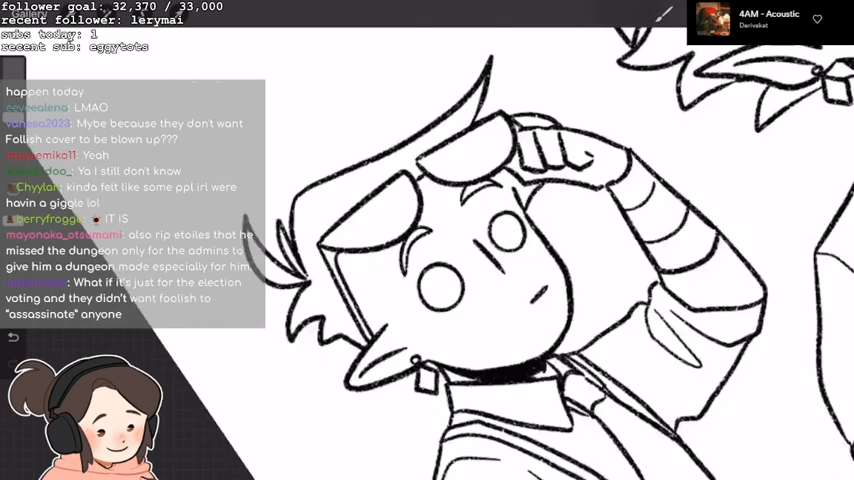 follower goal: 32,370 / 33,000
Gallery
recent follower: lerymai
subs today: 1
recent sub: eggytots
4AM - Acoustic
Derivakat
happen today
LMAO
vanesa2023: Mybe because they don't want
Follish cover to be blown up???
Yeah
Ya I still don't know
Chyylar: kinda felt like some ppl irl were
havin a giggle lol
IT IS
mayonaka_otsumami: also rip etoiles that he
missed the dungeon only for the admins to
give him a dungeon made especially for him
What if it's just for the election
voting and they didn't want foolish to
"assassinate" anyone